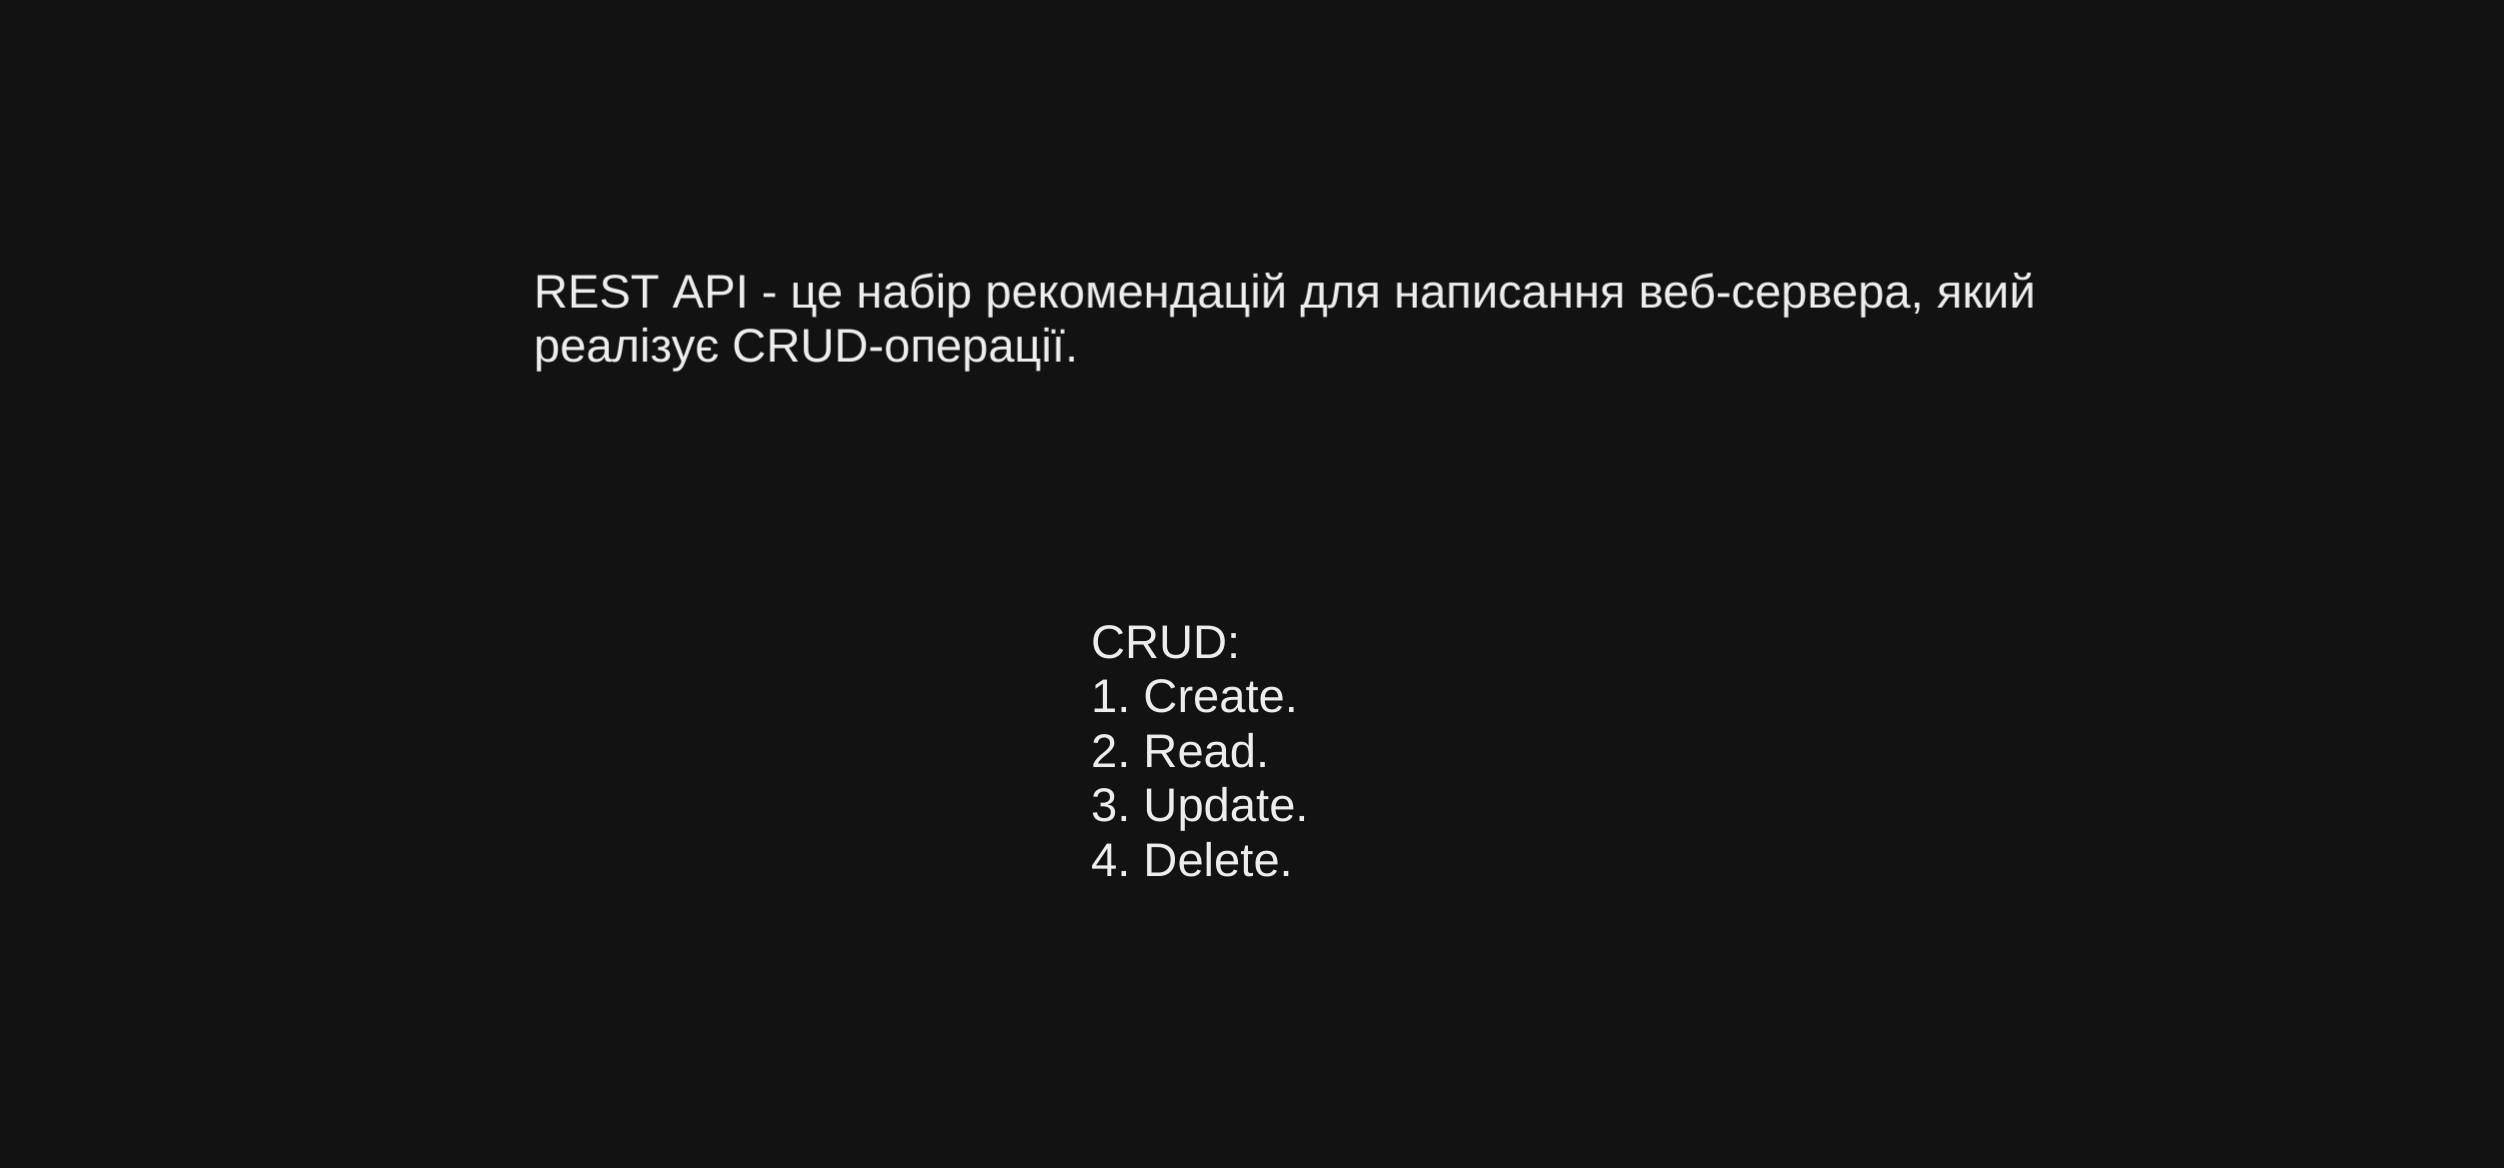 REST API - це набір рекомендацій для написання веб-сервера, який
реалізує CRUD-операції.
CRUD:
1. Create.
2. Read.
3. Update.
4. Delete.